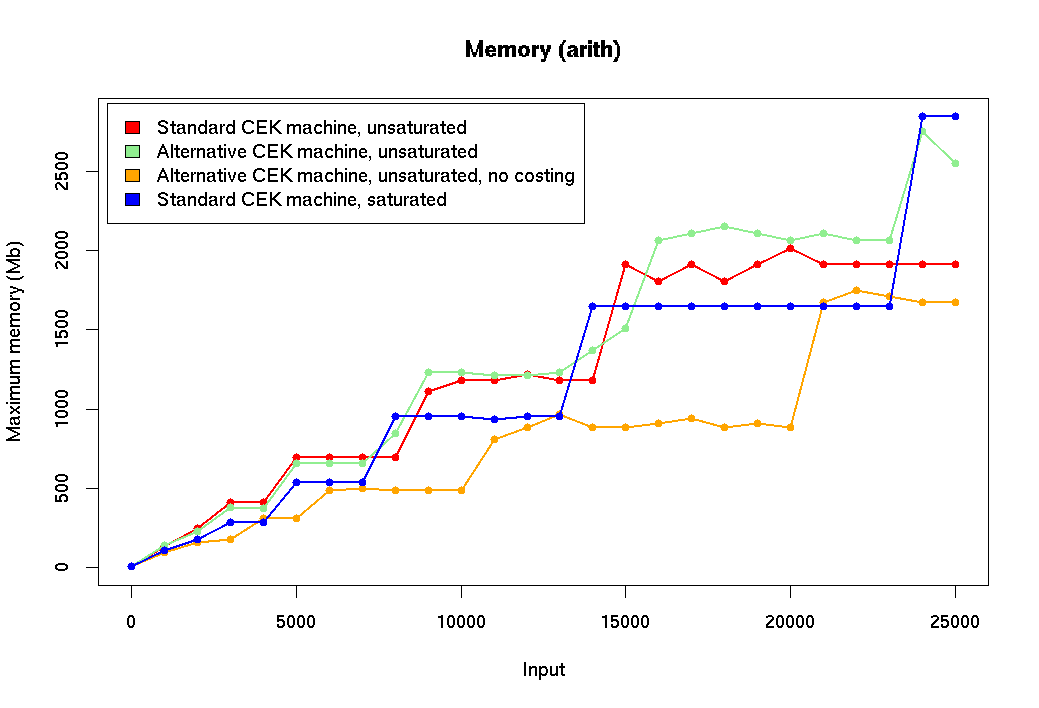 Memory (arith)
Standard CEK machine, unsaturated
Alternative CEK machine, unsaturated
Alternative CEK machine, unsaturated, no costing
Standard CEK machine, saturated
Maximum memory (Mb)
2500
2000
1500
1000
500
0
0 5000 10000 15000 20000 25000
Input